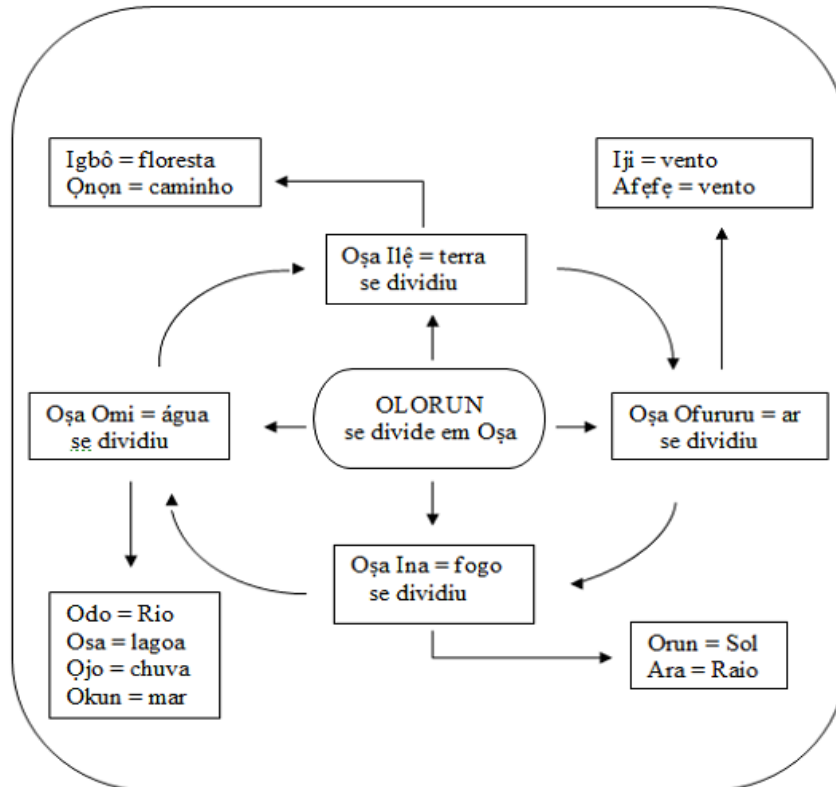 Igbô = floresta
Ọnọn = caminho
Iji = vento
Afẹfẹ = vento
Oṣa Ilệ = terra
se dividiu
Oṣa Omi = água
se dividiu
OLORUN
se divide em Oṣa
Oṣa Ofururu = ar
se dividiu
Oṣa Ina = fogo
se dividiu
Odo = Rio
Osa = lagoa
Ọjo = chuva
Okun = mar
Orun = Sol
Ara = Raio